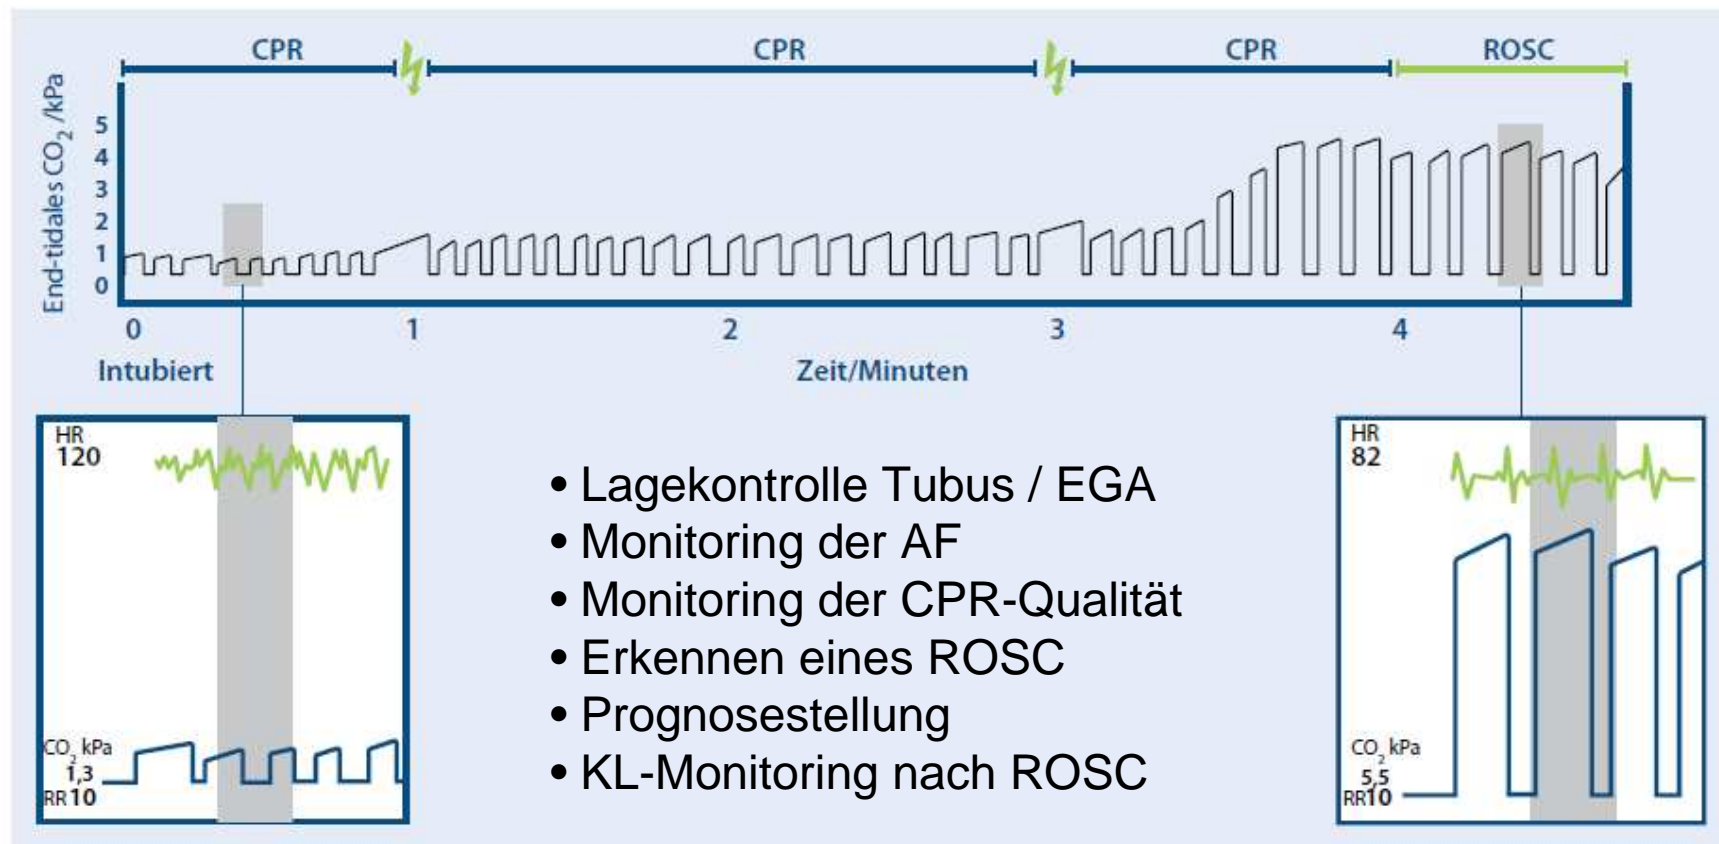 CPR CPR CPR ROSC
End-tidales CO₂ /kPa
5
4
3
2
1
0
0 1 2 3 4
Intubiert Zeit/Minuten
HR
120
CO₂ kPa
1,3
RR 10
• Lagekontrolle Tubus / EGA
• Monitoring der AF
• Monitoring der CPR-Qualität
• Erkennen eines ROSC
• Prognosestellung
• KL-Monitoring nach ROSC
HR
82
CO₂ kPa
5,5
RR10